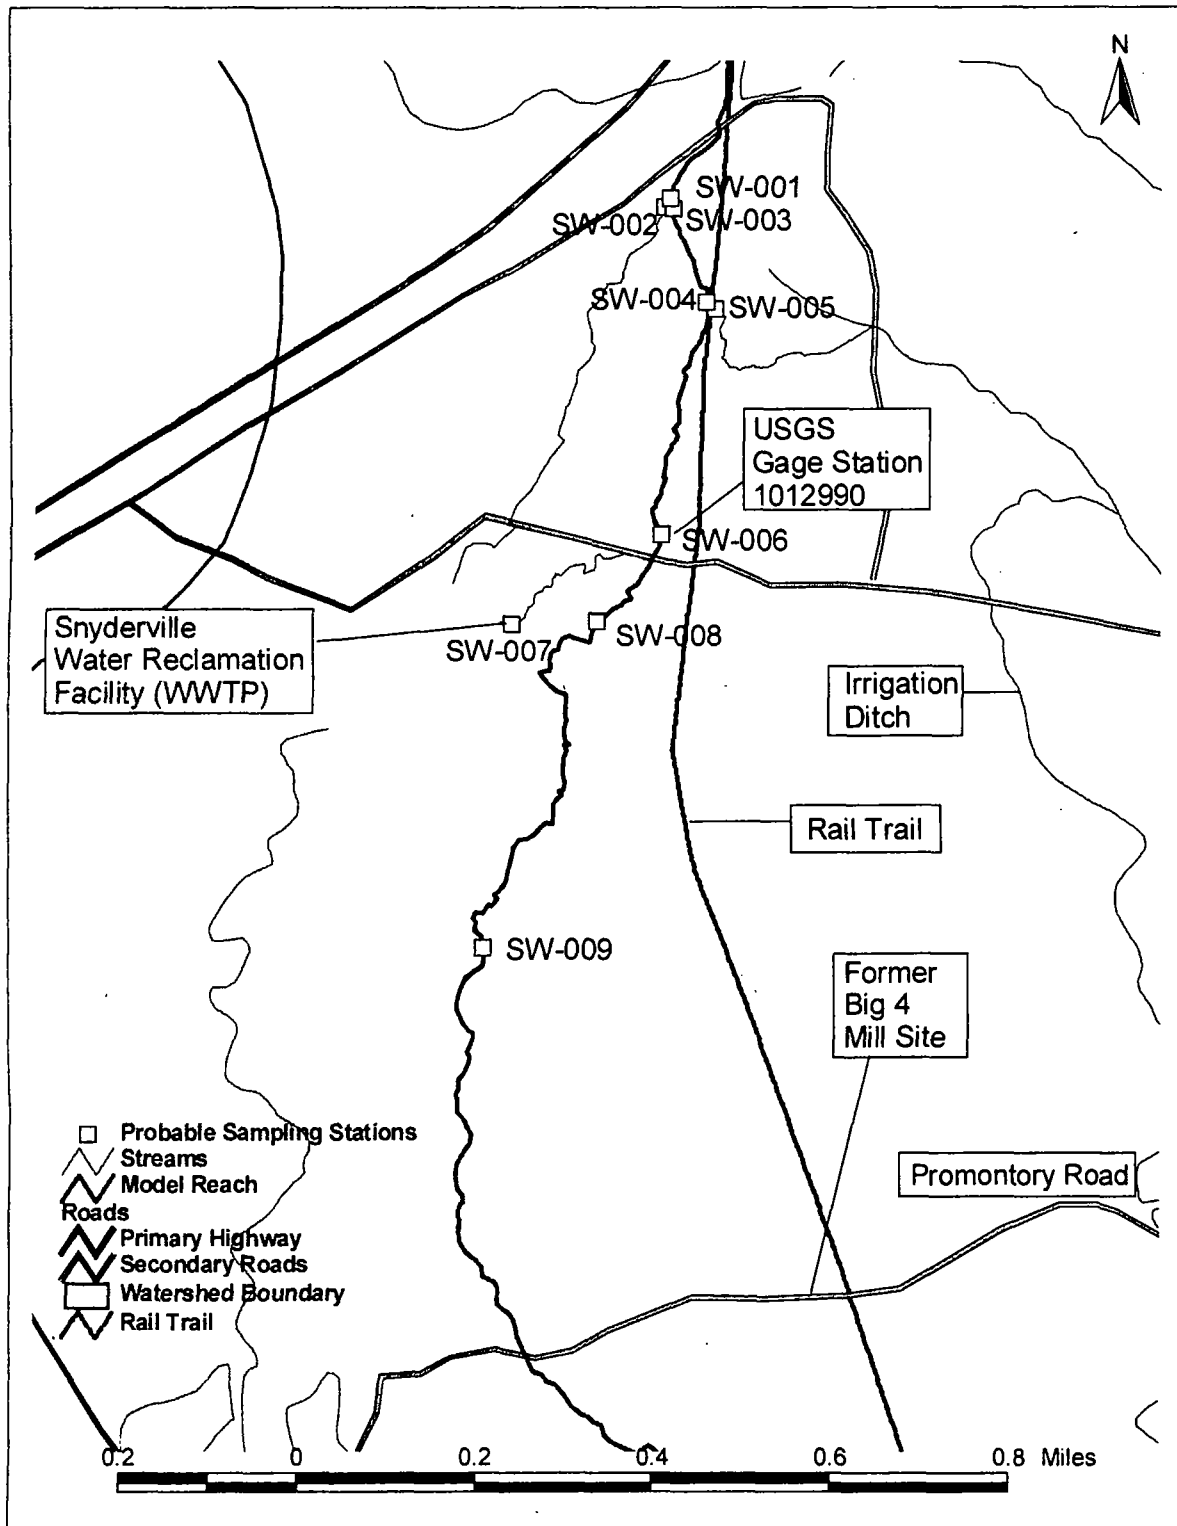 N
SW-001
SW-002
SW-003
SW-004
SW-005
USGS
Gage Station
1012990
SW-006
Snyderville
Water Reclamation
Facility (WWTP)
SW-007
SW-008
Irrigation
Ditch
Rail Trail
SW-009
Former
Big 4
Mill Site
Promontory Road
Probable Sampling Stations
Streams
Model Reach
Roads
Primary Highway
Secondary Roads
Watershed Boundary
Rail Trail
0.2 0 0.2 0.4 0.6 0.8 Miles